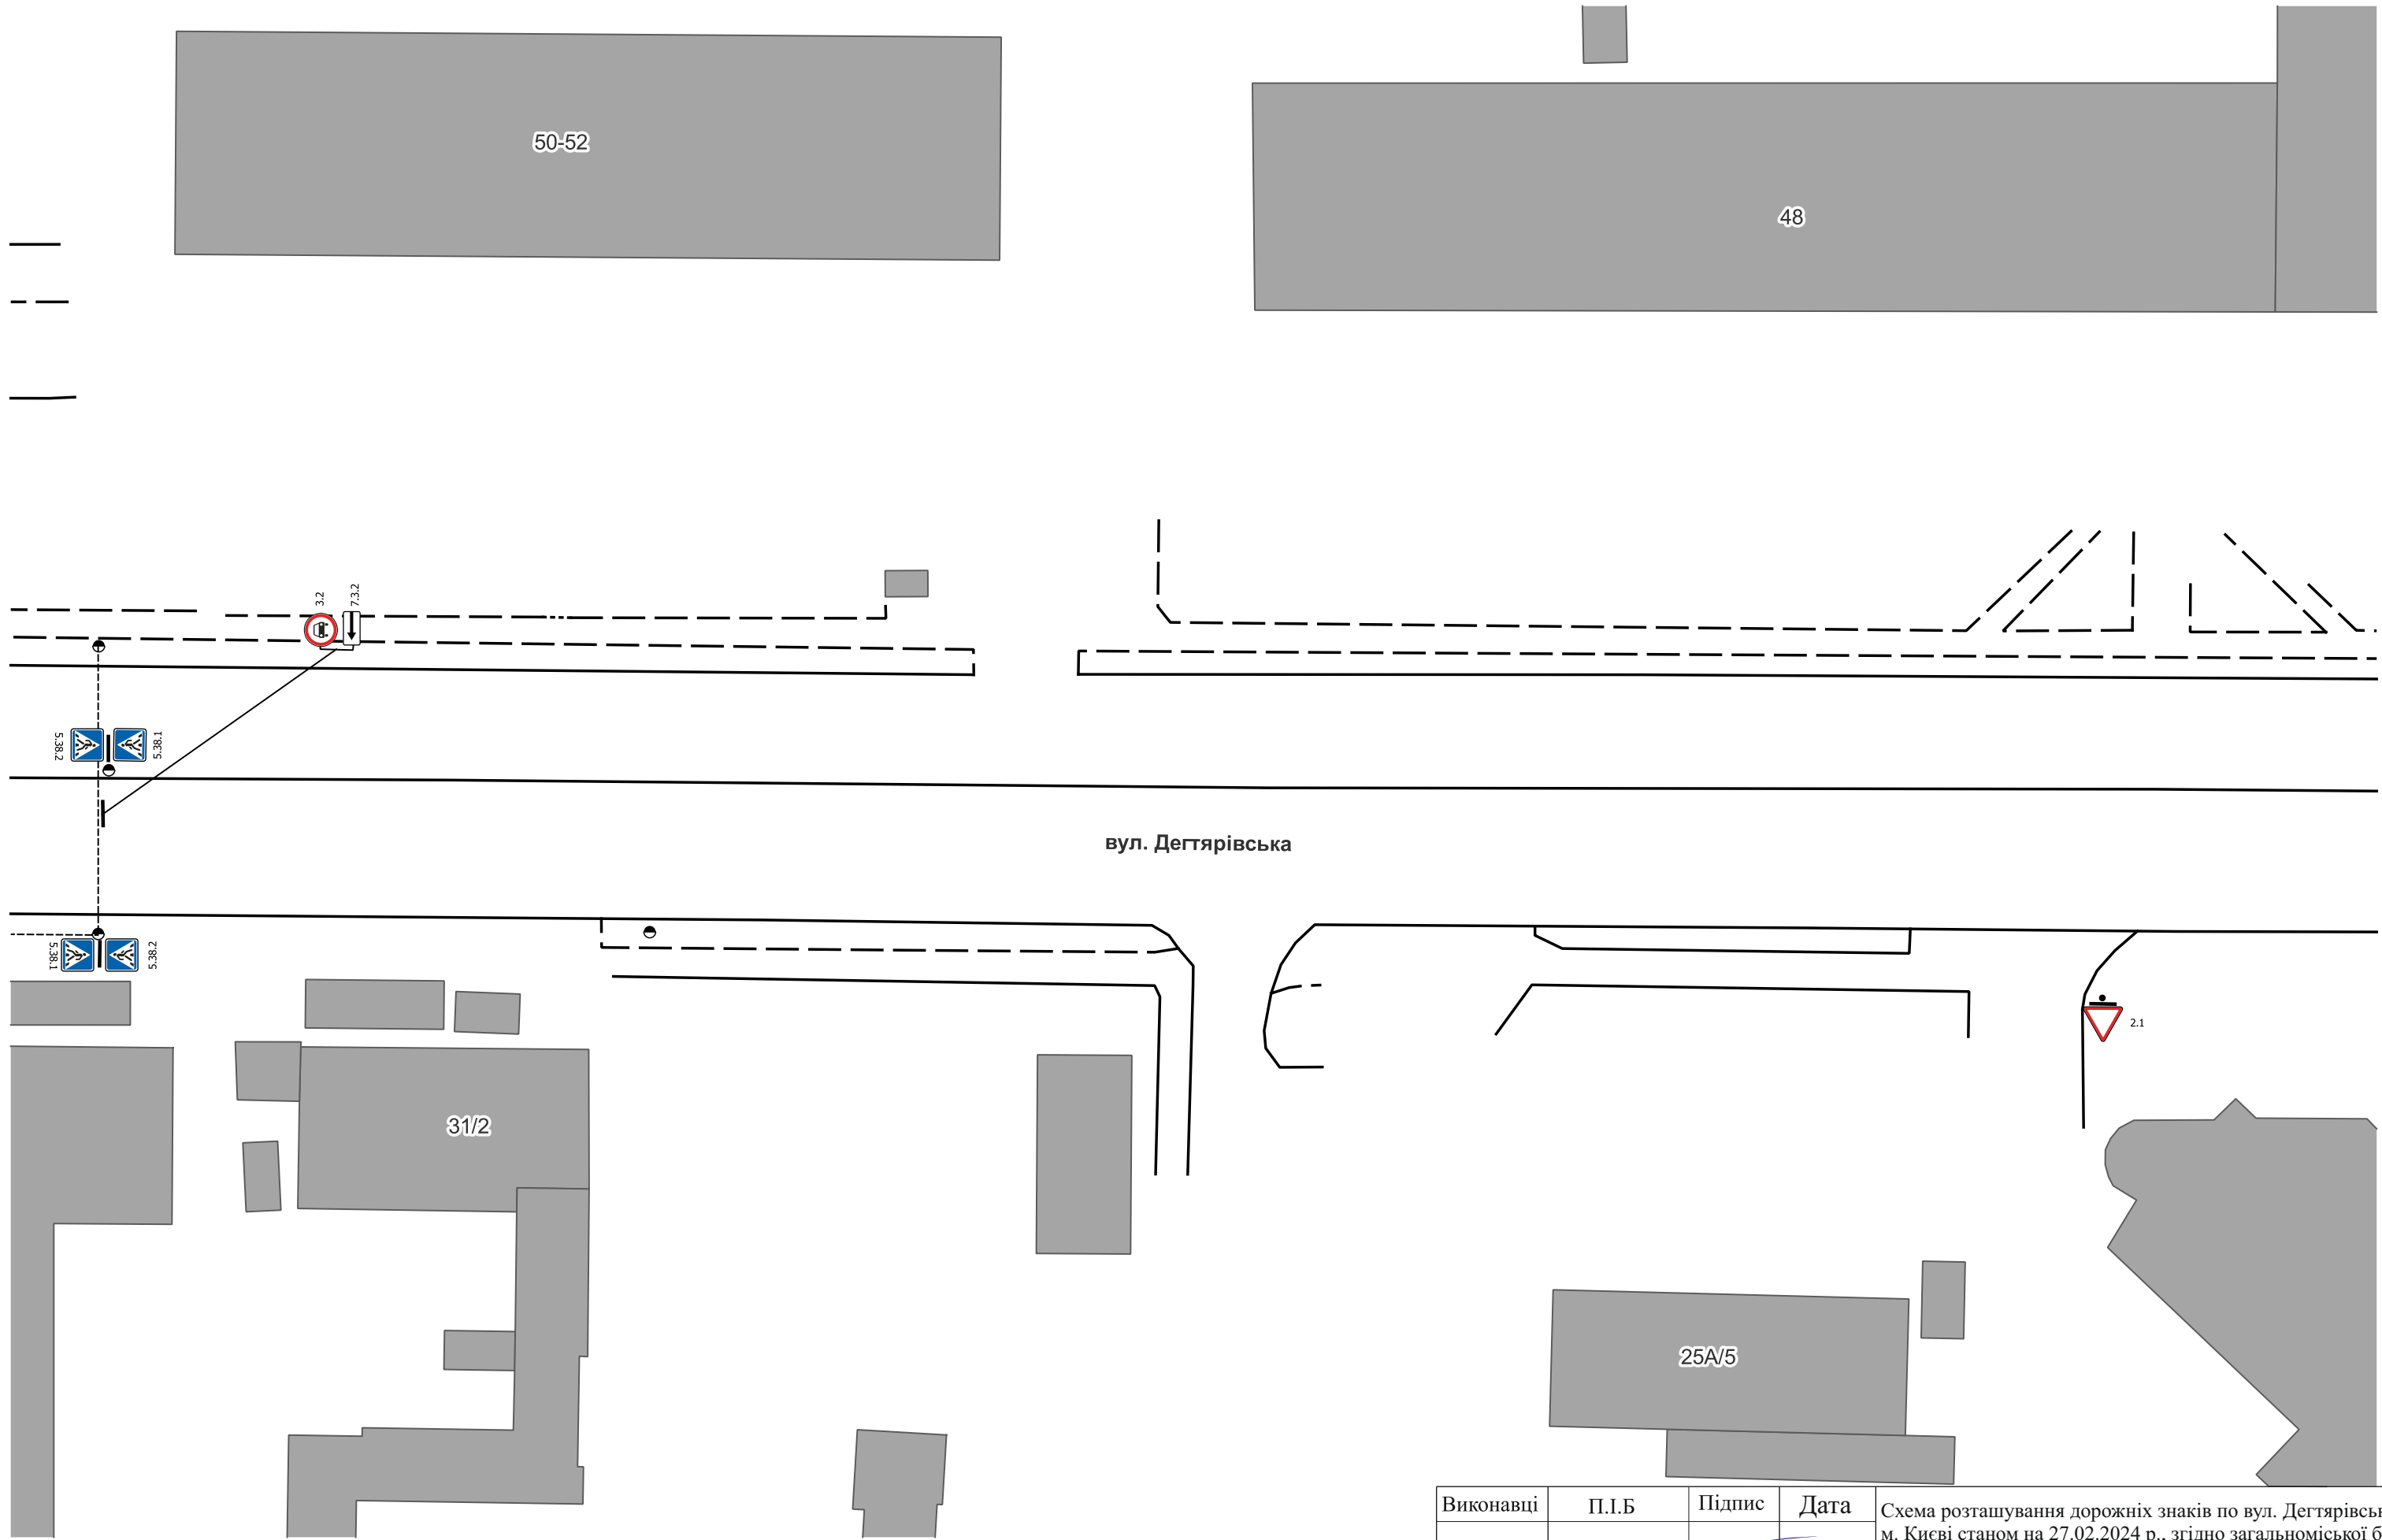 50-52
48
3.2
7.3.2
5.38.2
5.38.1
вул. Дегтярівська
5.38.1
5.38.2
2.1
31/2
25А/5
Виконавці П.І.Б Підпис Дата
Схема розташування дорожніх знаків по вул.
м. Києві станом на 27.02.2024 р., згідно загальноміської